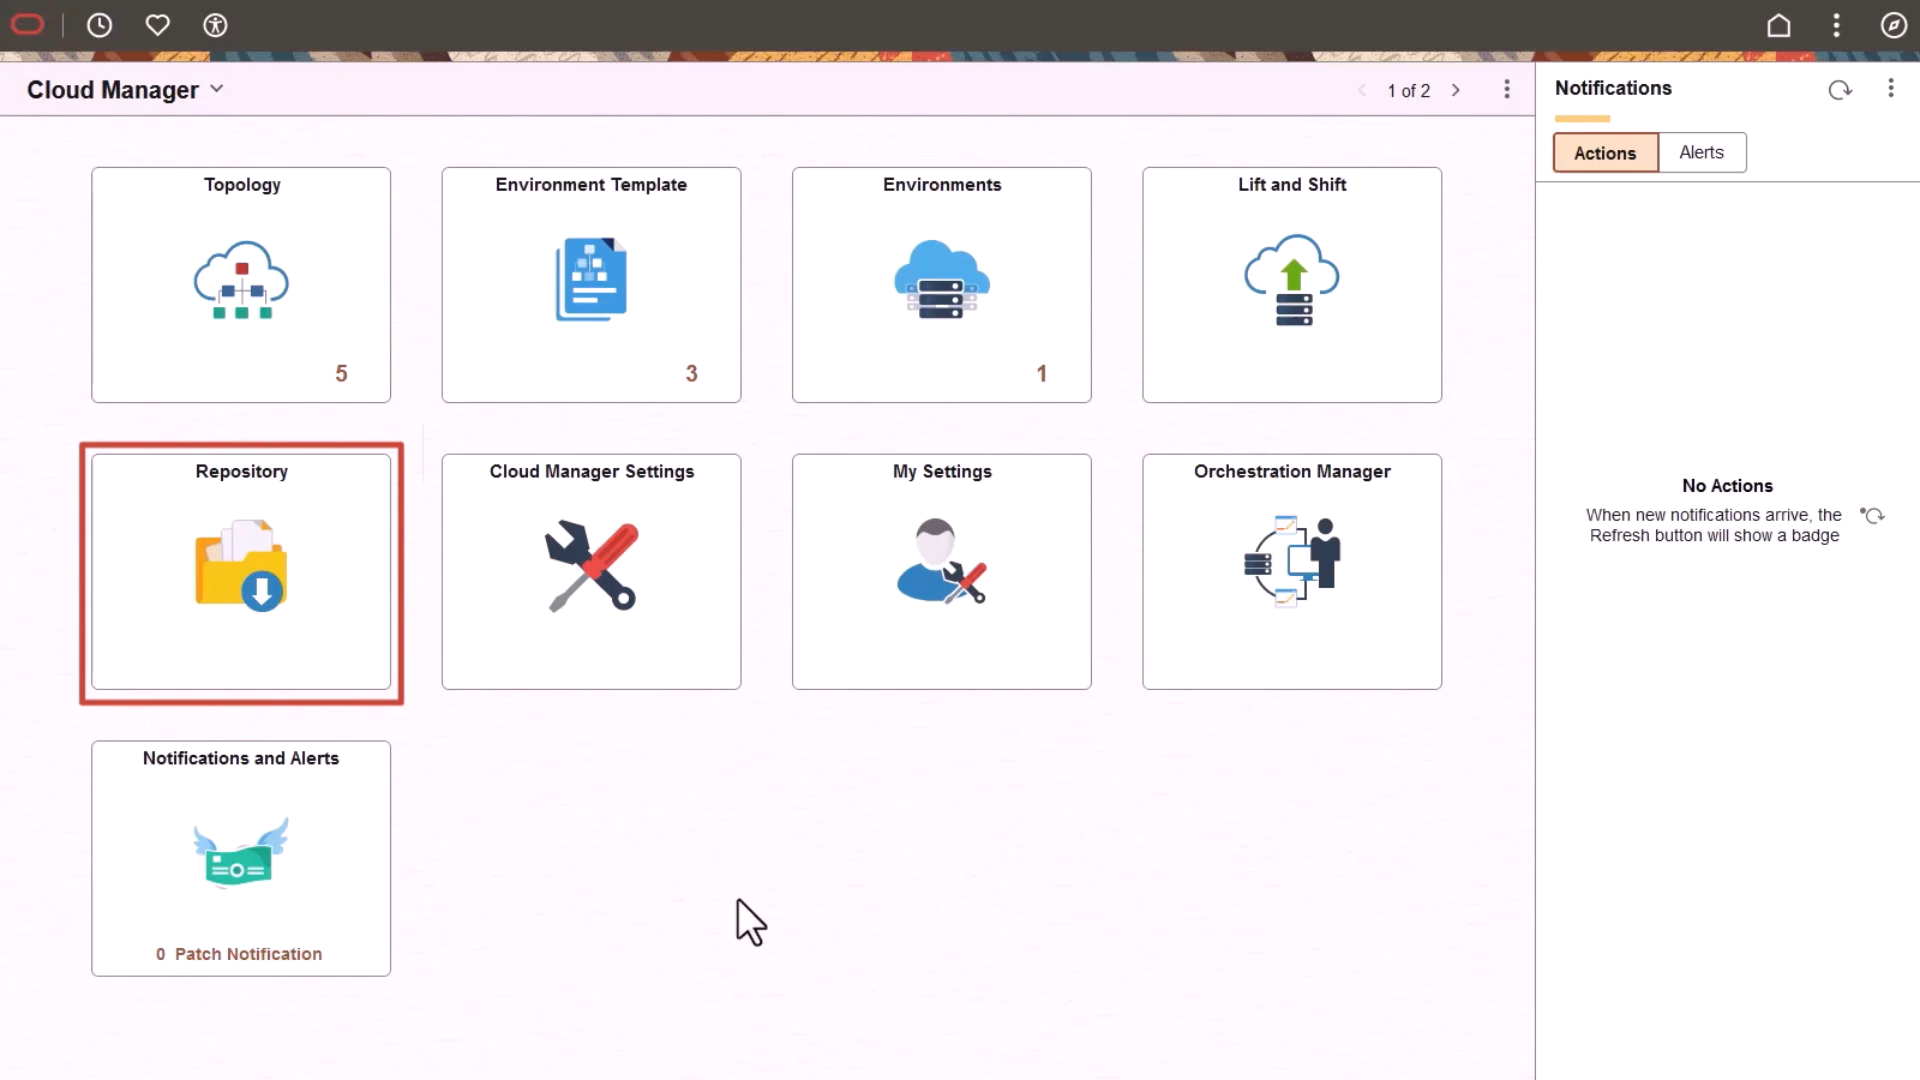 Cloud Manager
1 of 2
Notifications
Actions
Alerts
Topology
5
Environment Template
3
Environments
1
Lift and Shift
Repository
Cloud Manager Settings
My Settings
Orchestration Manager
Notifications and Alerts
0 Patch Notification
No Actions
When new notifications arrive, the
Refresh button will show a badge